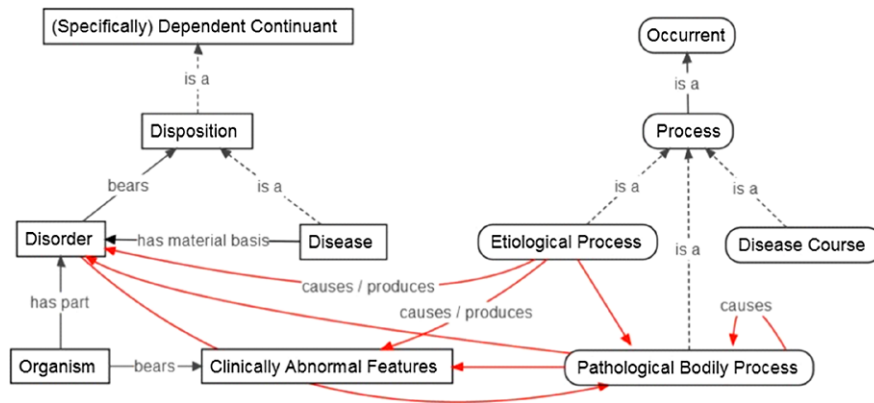 (Specifically) Dependent Continuant
Occurrent
is a
is a
Disposition
Process
bears
is a
is a
is a
Disorder
has material basis
Disease
Etiological Process
is a
Disease Course
causes / produces
has part
causes / produces
causes
Organism
bears
Clinically Abnormal Features
Pathological Bodily Process